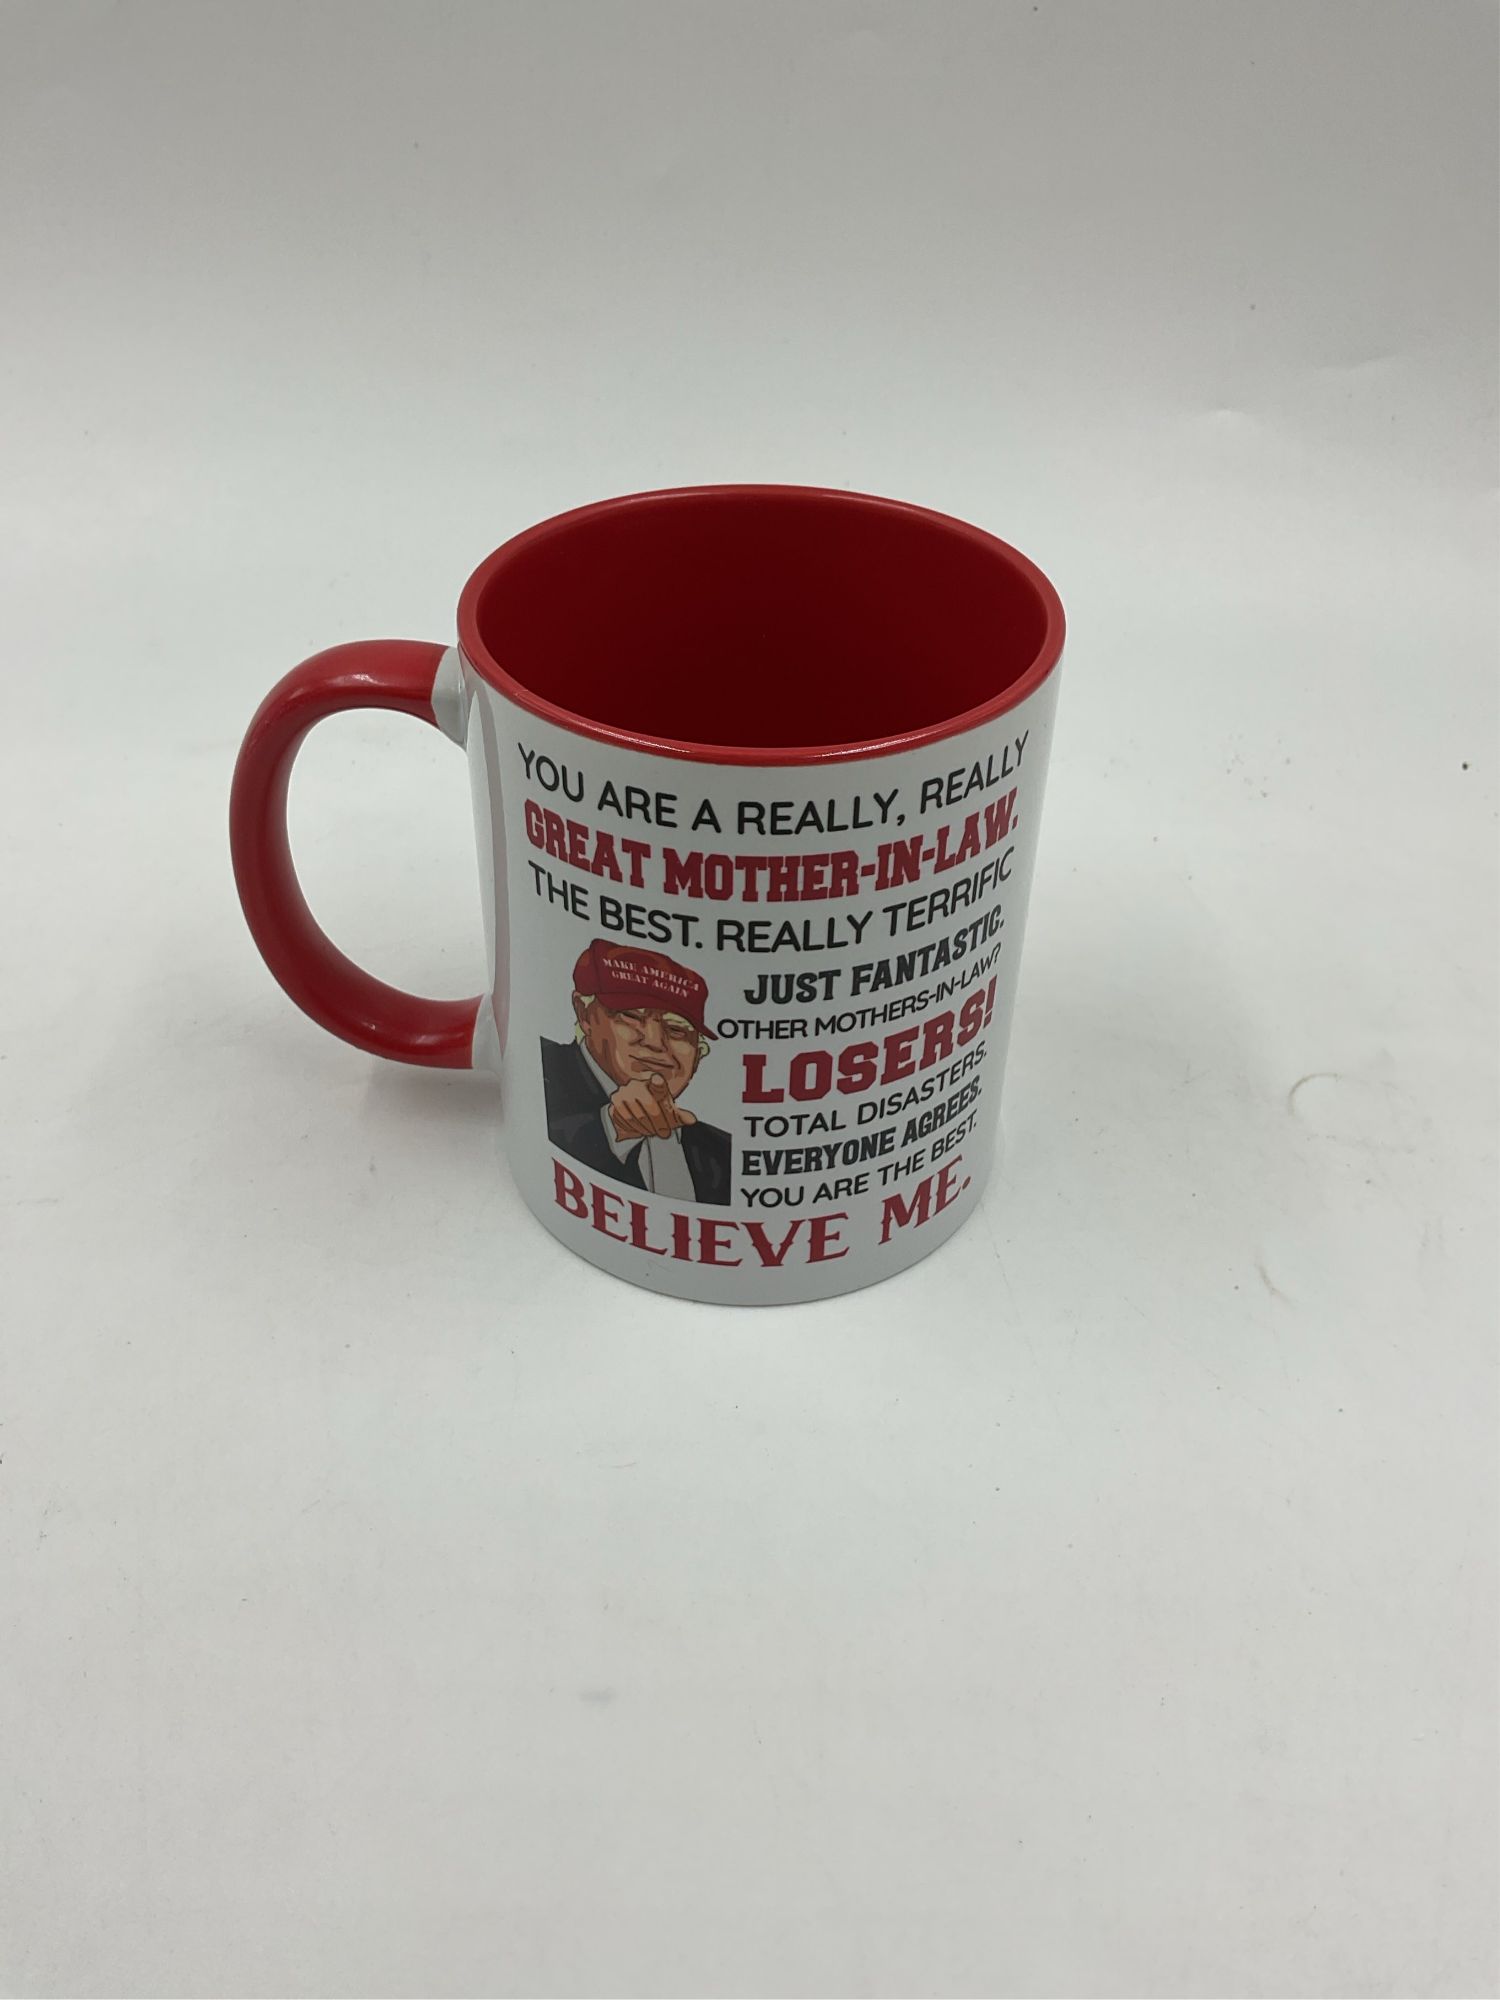 YOU ARE A REALLY, REALLY
GREAT MOTHER-IN-LAW.
THE BEST. REALLY TERRIFIC
JUST FANTASTIC.
MAKE AMERICA
GREAT AGAIN
OTHER MOTHERS-IN-LAW?
LOSERS!
TOTAL DISASTERS.
EVERYONE AGREES.
YOU ARE THE BEST.
BELIEVE ME.